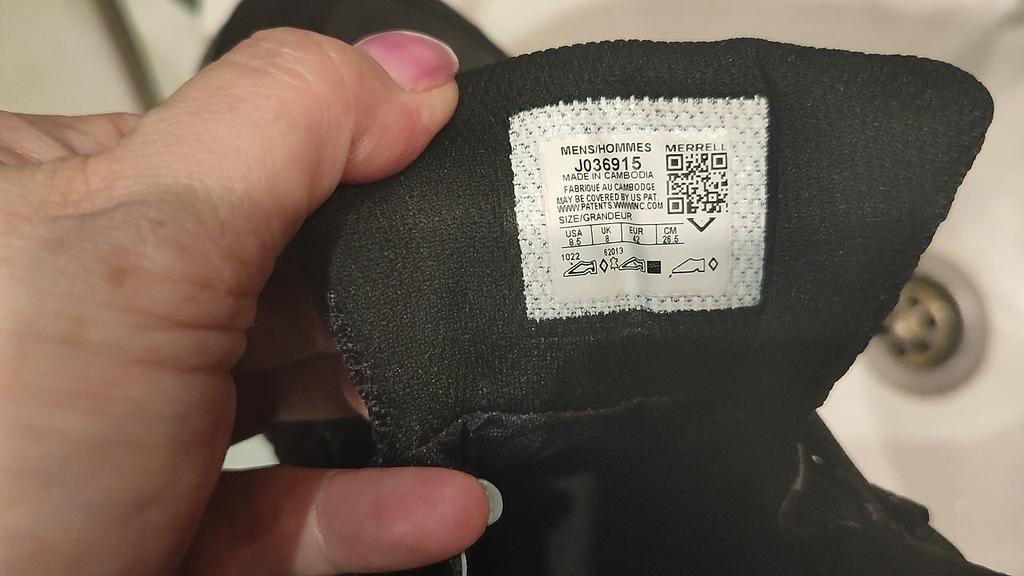 MENS/HOMMES MERRELL
J036915
MADE IN CAMBODIA
FABRIQUÉ AU CAMBODGE
MAY BE COVERED BY US PAT
WWW.PATENTS.WWWINC.COM
SIZE/GRANDEUR
USA UK EUR CM
8.5 8 42 26.5
1022 62013